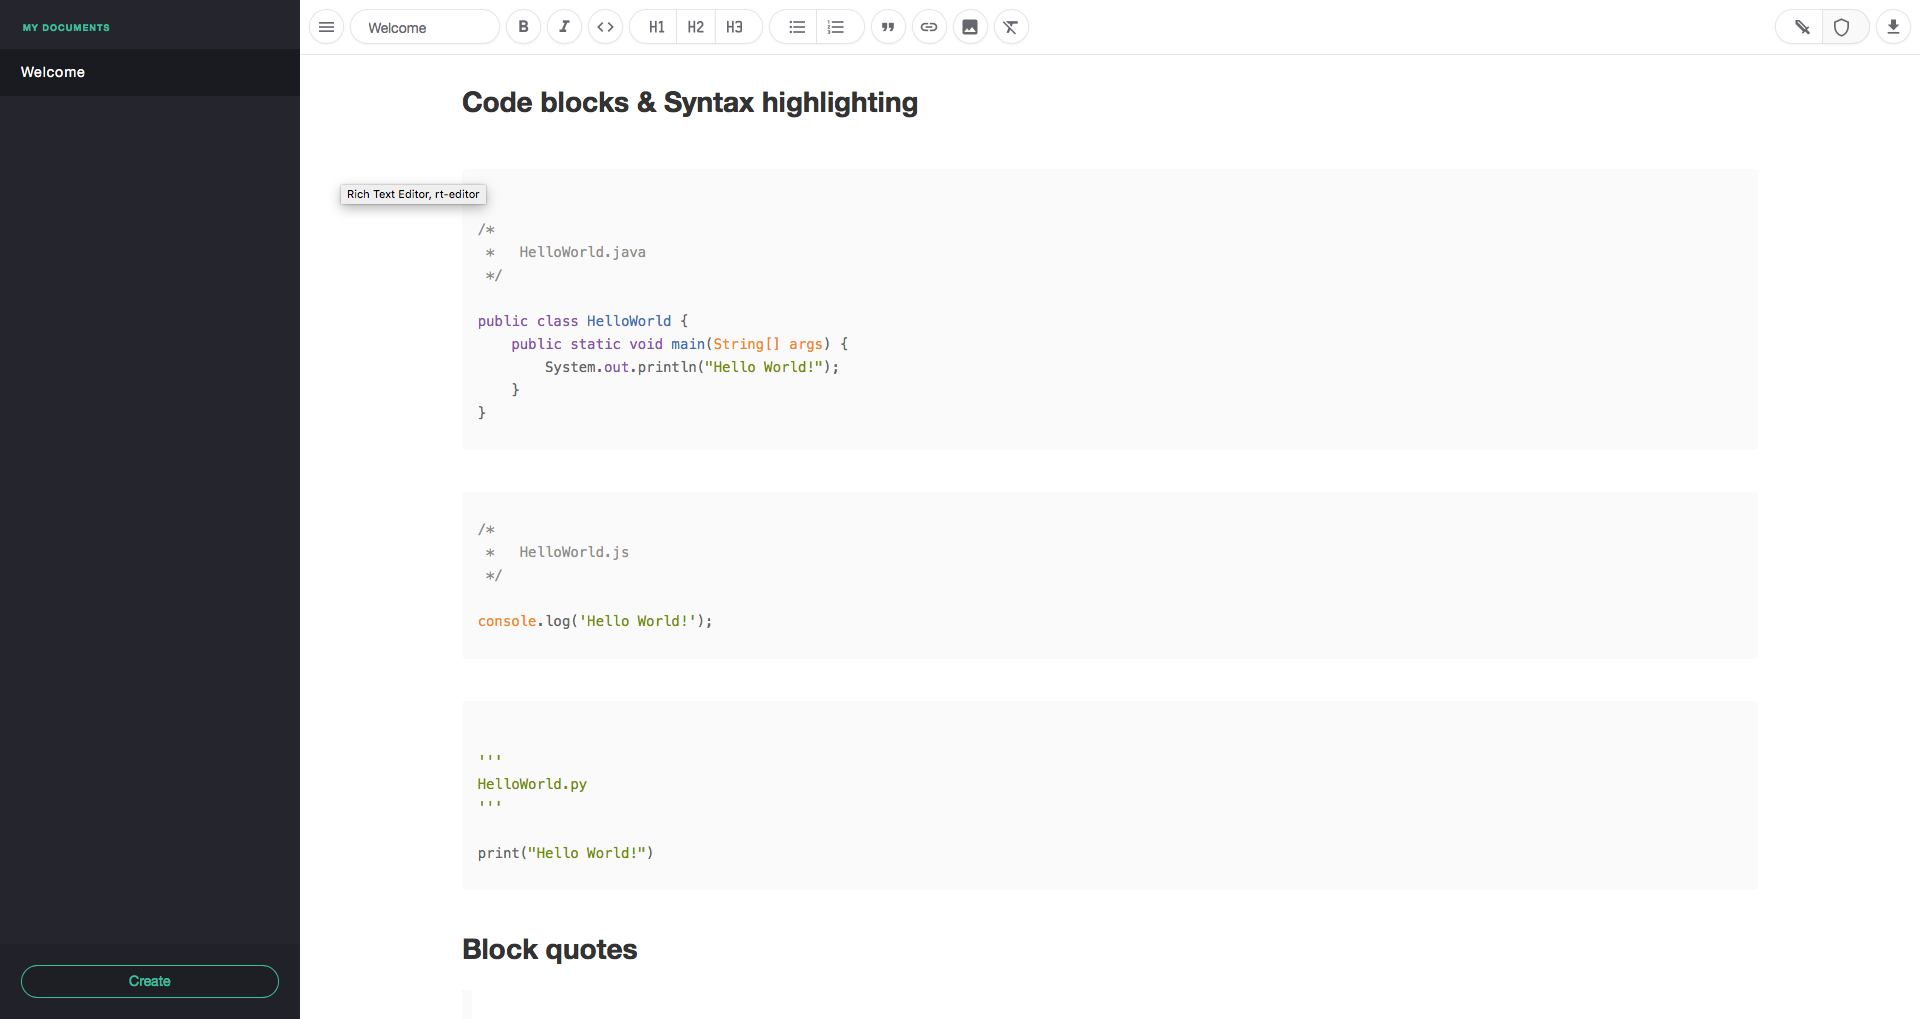 MY DOCUMENTS
Welcome
Create
Welcome
B
I
<>
H1
H2
H3
Code blocks & Syntax highlighting
Rich Text Editor, rt-editor
/*
 *   HelloWorld.java
 */
public class HelloWorld {
    public static void main(String[] args) {
        System.out.println("Hello World!");
    }
}
/*
 *   HelloWorld.js
 */
console.log('Hello World!');
'''
HelloWorld.py
'''
print("Hello World!")
Block quotes